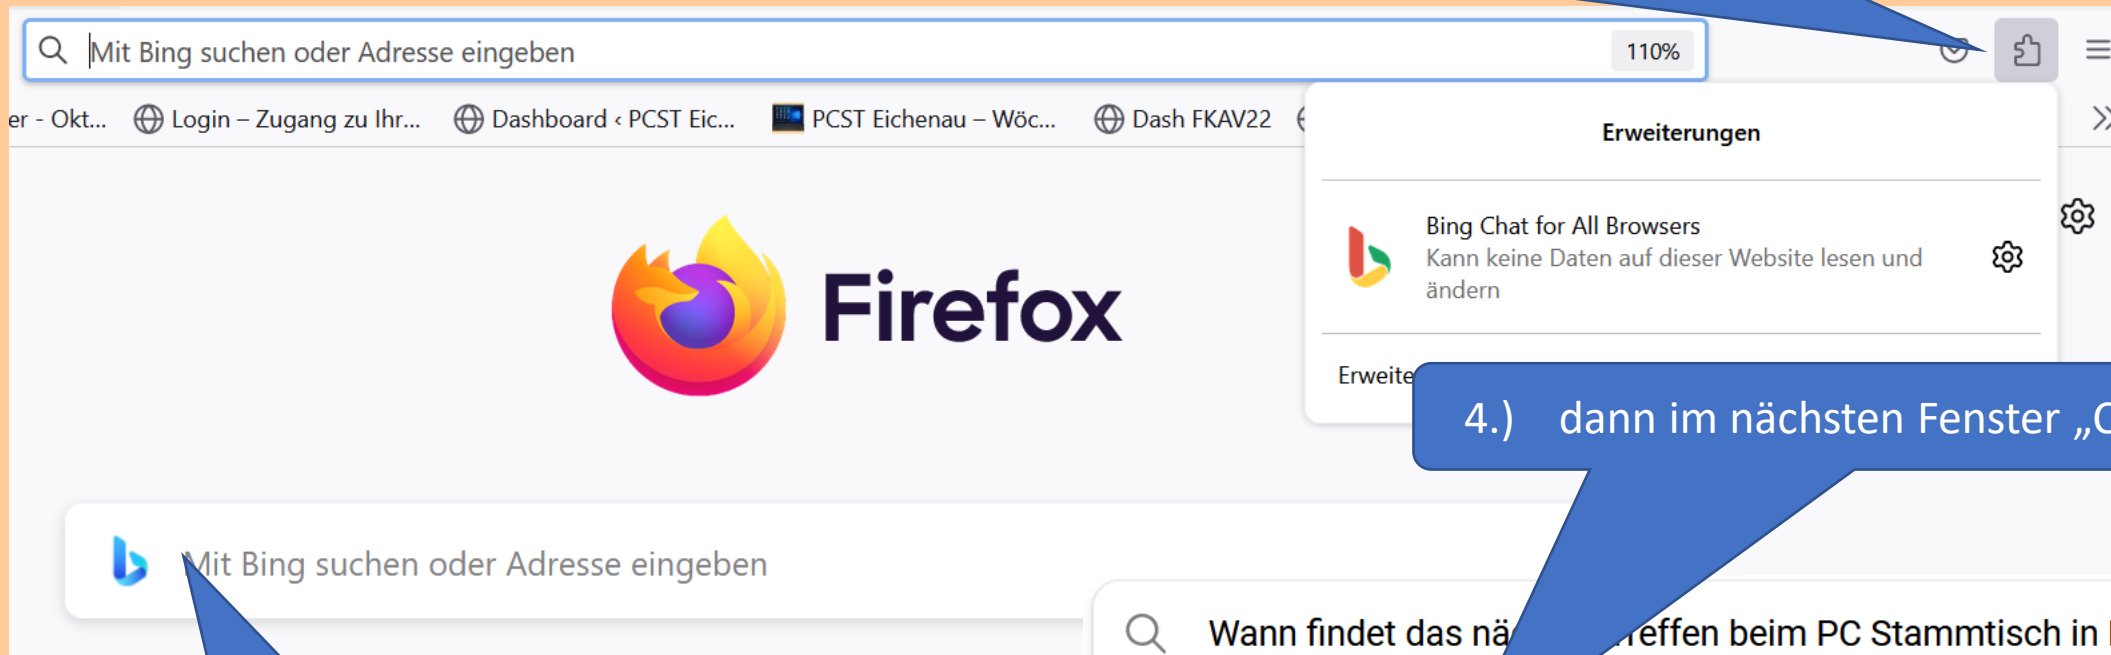 Mit Bing suchen oder Adresse eingeben 110%
er - Okt... Login – Zugang zu Ihr... Dashboard ‹ PCST Eic... PCST Eichenau – Wöc... Dash FKAV22
Erweiterungen
Bing Chat for All Browsers
Kann keine Daten auf dieser Website lesen und
ändern
Firefox
Erweite
4.) dann im nächsten Fenster „C
Mit Bing suchen oder Adresse eingeben
Wann findet das nä reffen beim PC Stammtisch in